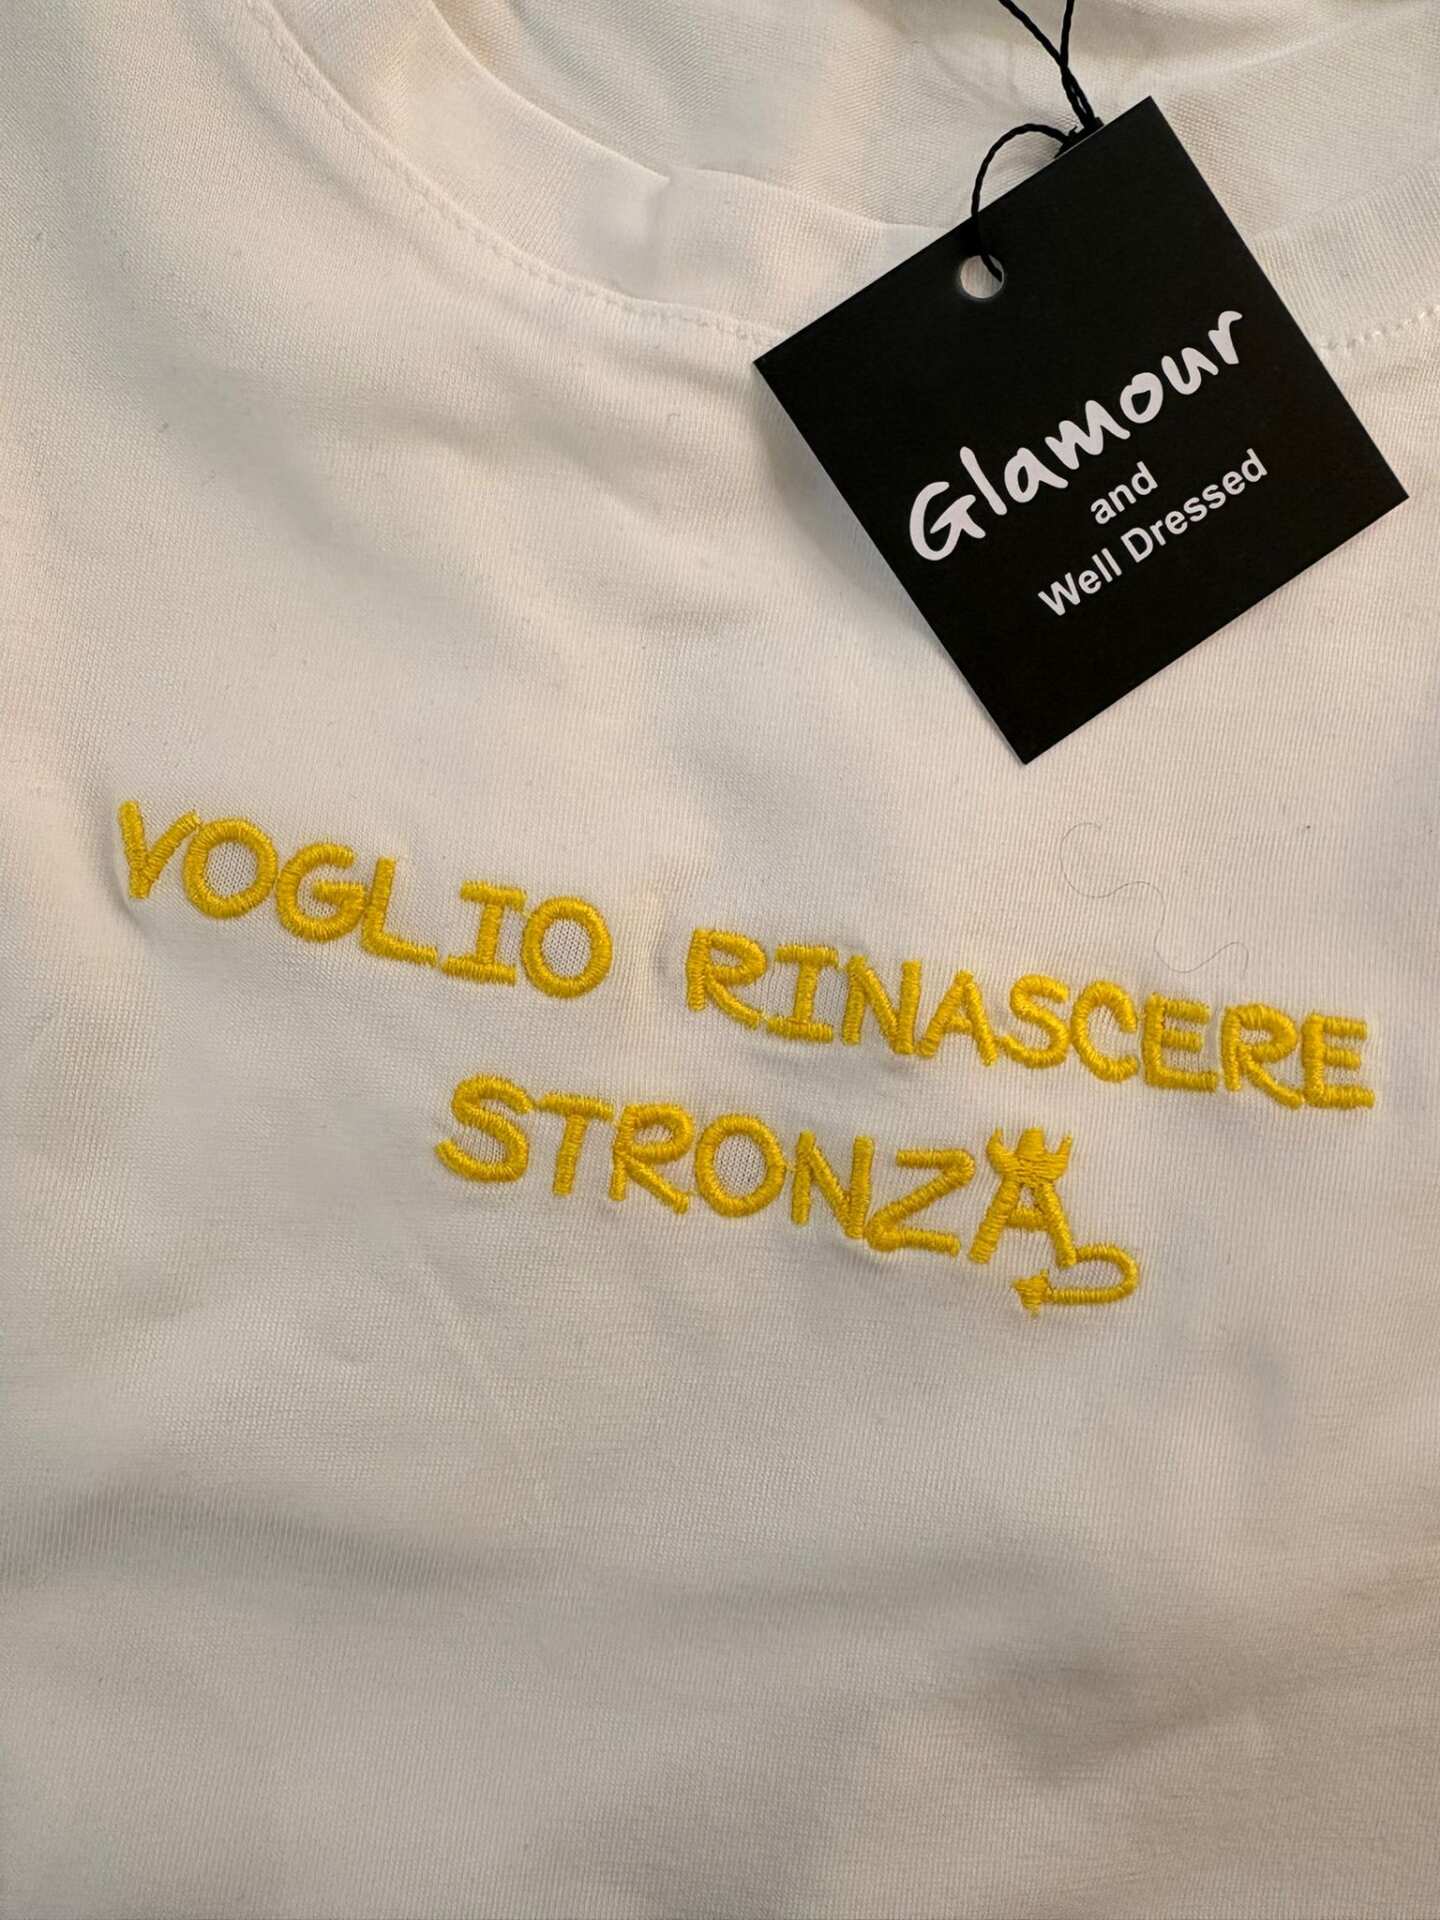 Glamour
and
Well Dressed
VOGLIO RINASCERE
STRONZA